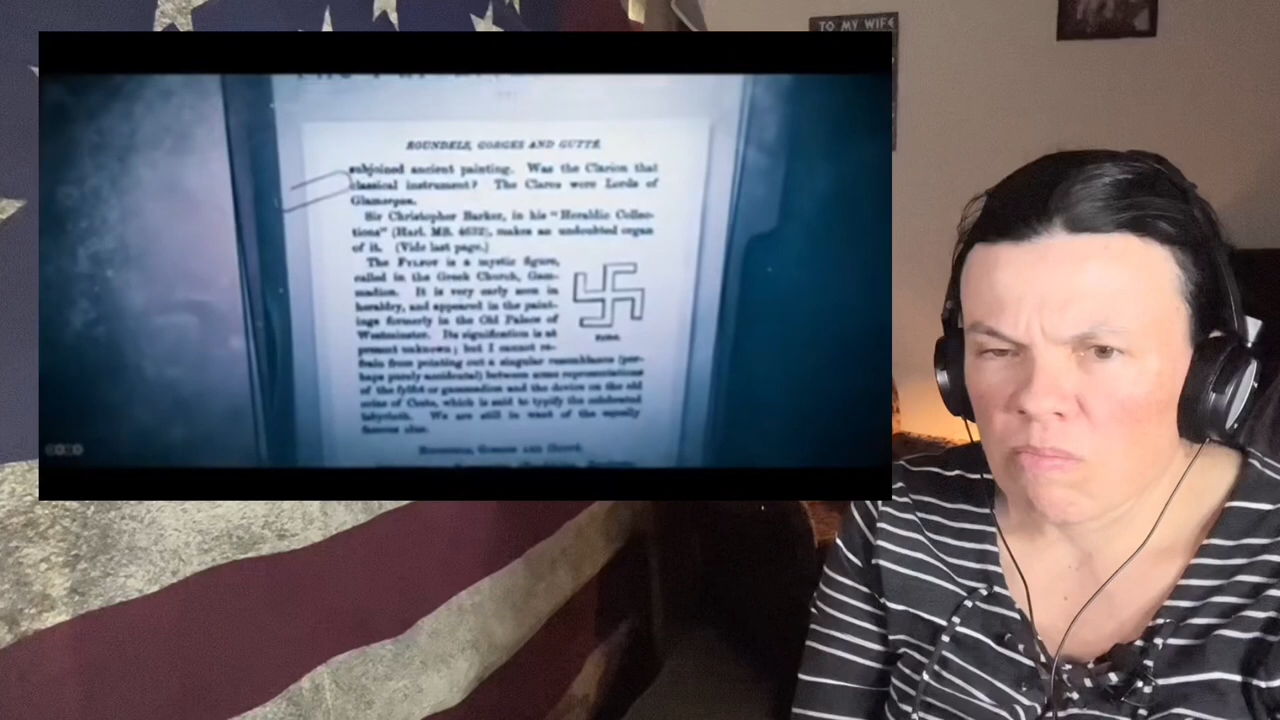 TO MY WIFE
ROUNDELS, GORGES AND GUTTÉ.
subjoined ancient painting. Was the Clarion that
classical instrument? The Clares were Lords of
Glamorgan.
Sir Christopher Barker, in his "Heraldic Collec-
tions" (Harl. MS. 4632), makes an undoubted organ
of it. (Vide last page.)
The FYLFOT is a mystic figure,
called in the Greek Church, Gam-
madion. It is very early seen in
heraldry, and appeared in the paint-
ings formerly in the Old Palace of
Westminster. Its signification is at
present unknown; but I cannot re-
frain from pointing out a singular resemblance (per-
haps purely accidental) between some representations
of the fylfot or gammadion and the device on the old
coins of Crete, which is said to typify the celebrated
labyrinth. We are still in want of the equally
famous clue.
ROUNDELS, GORGES AND GUTTÉ.